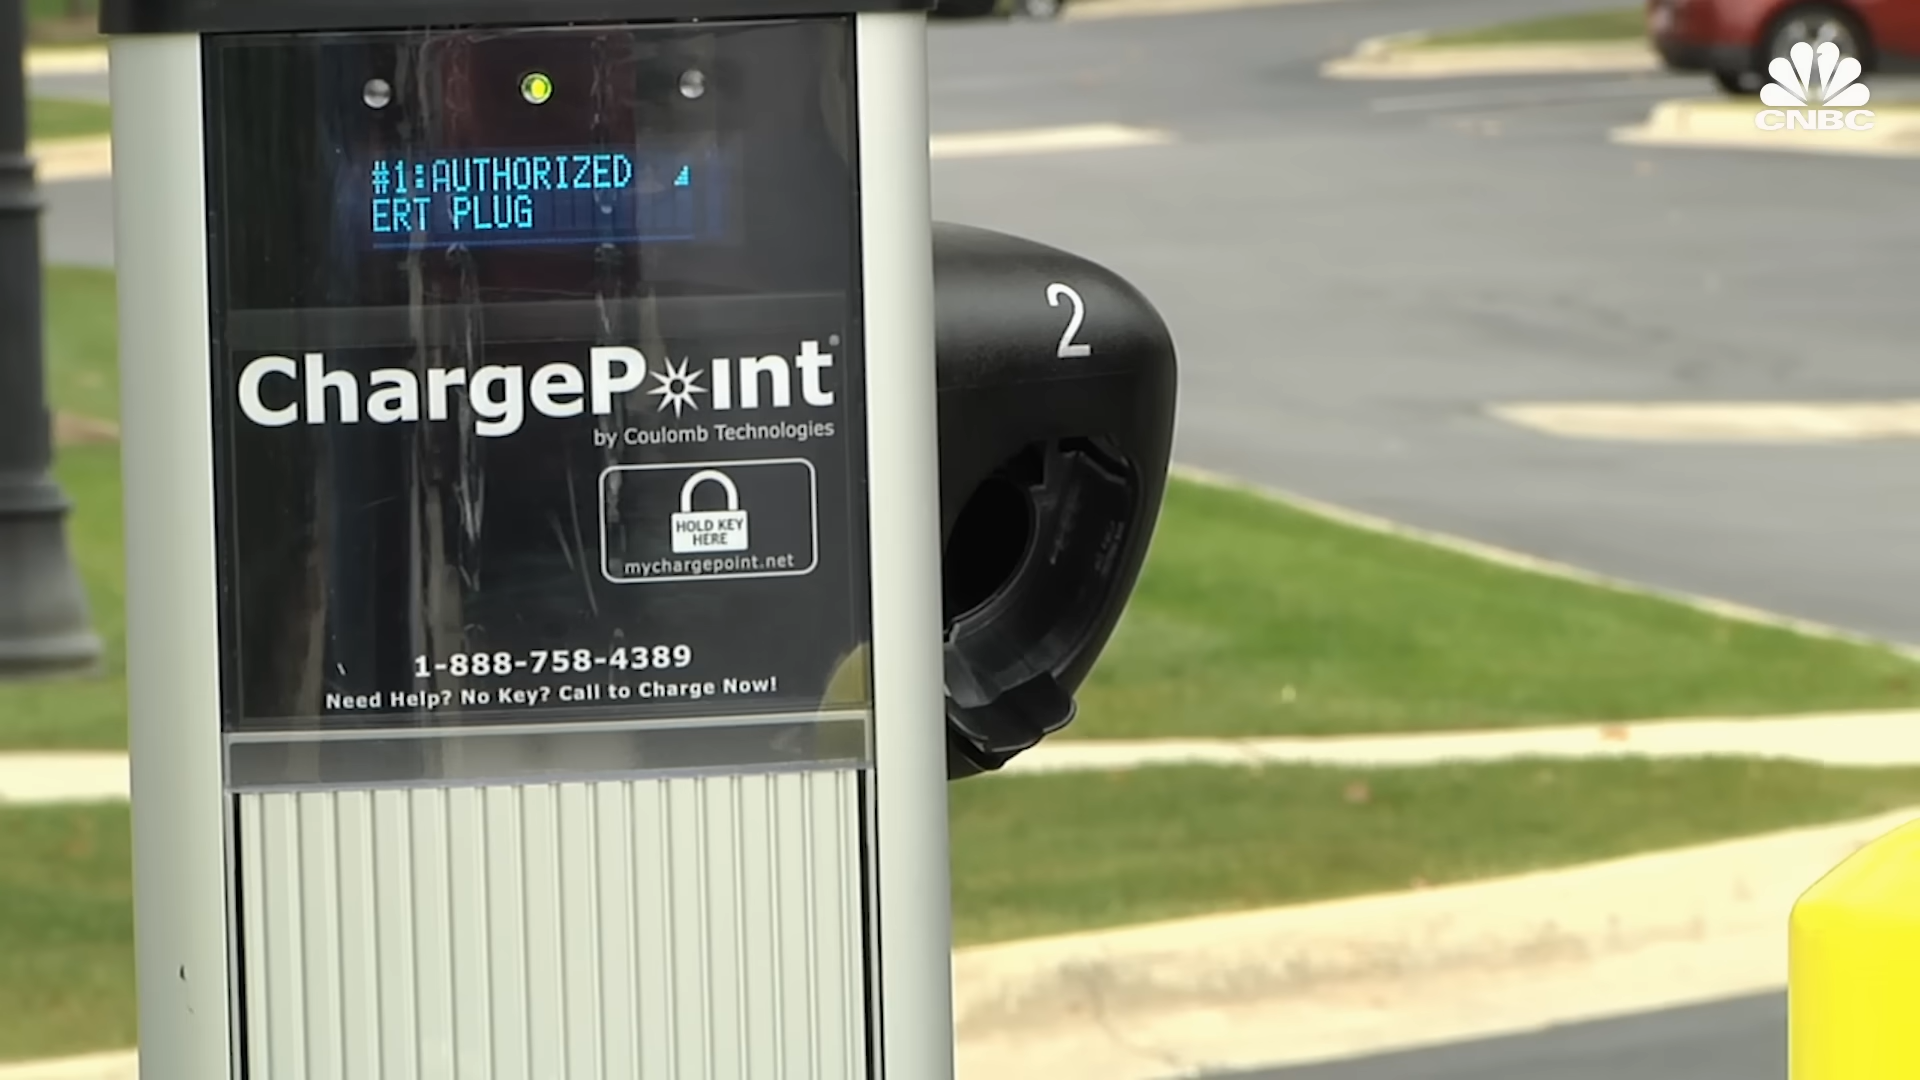 CNBC
#1:AUTHORIZED
ERT PLUG
2
ChargePoint®
by Coulomb Technologies
HOLD KEY
HERE
mychargepoint.net
1-888-758-4389
Need Help? No Key? Call to Charge Now!